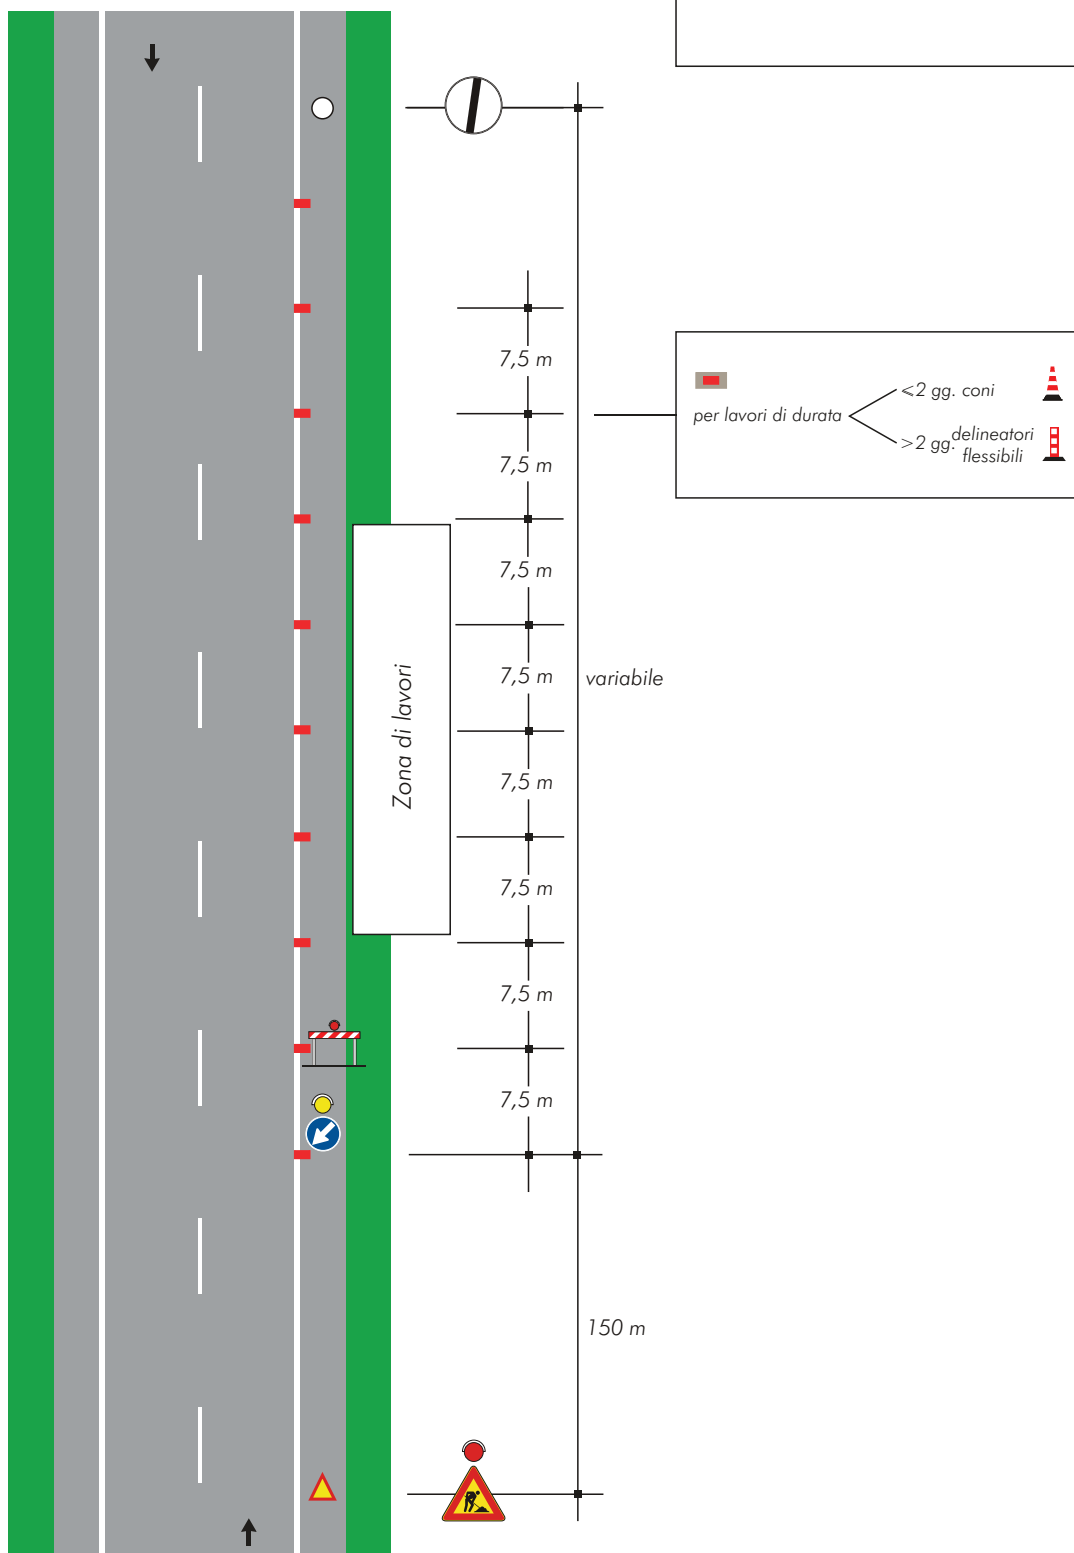 7,5 m
≤2 gg. coni
per lavori di durata
>2 gg. delineatori
flessibili
7,5 m
7,5 m
Zona di lavori
7,5 m
variabile
7,5 m
7,5 m
7,5 m
7,5 m
150 m